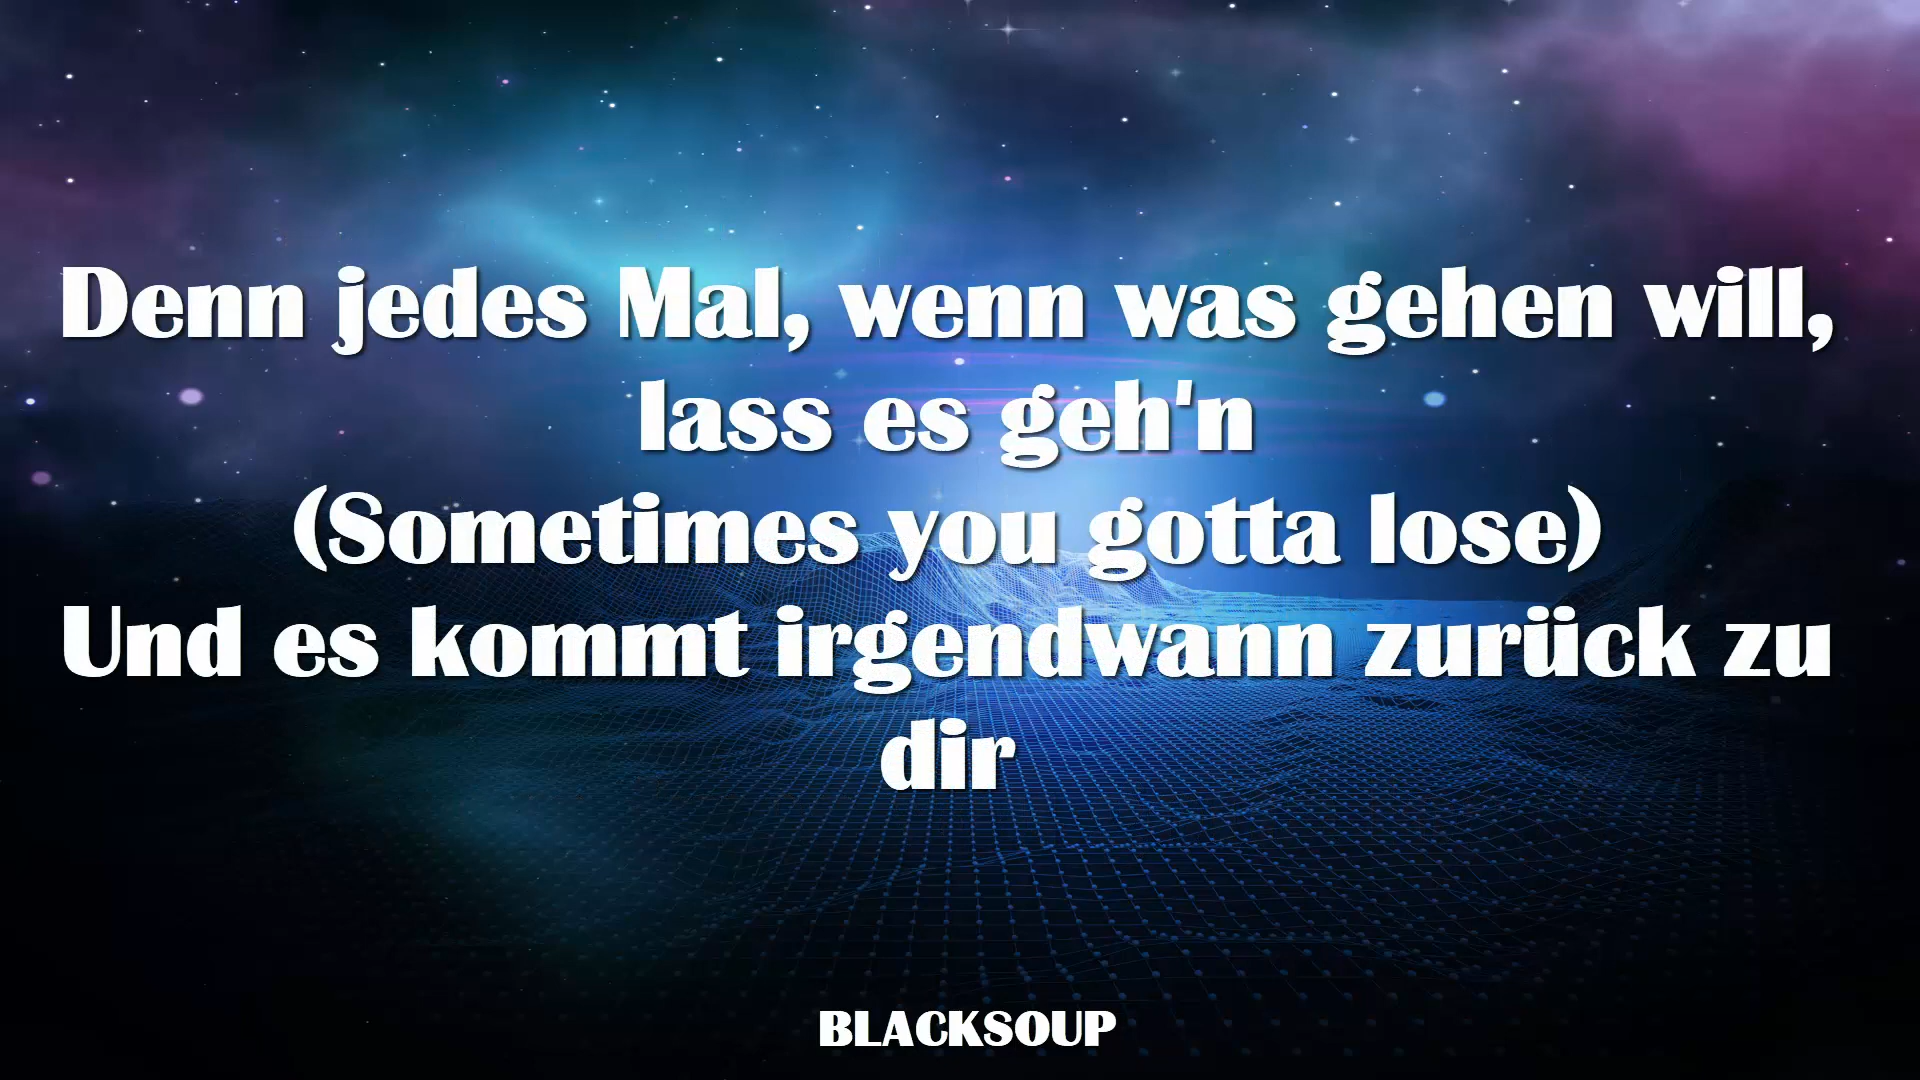 Denn jedes Mal, wenn was gehen will,
lass es geh'n
(Sometimes you gotta lose)
Und es kommt irgendwann zurück zu
dir
BLACKSOUP